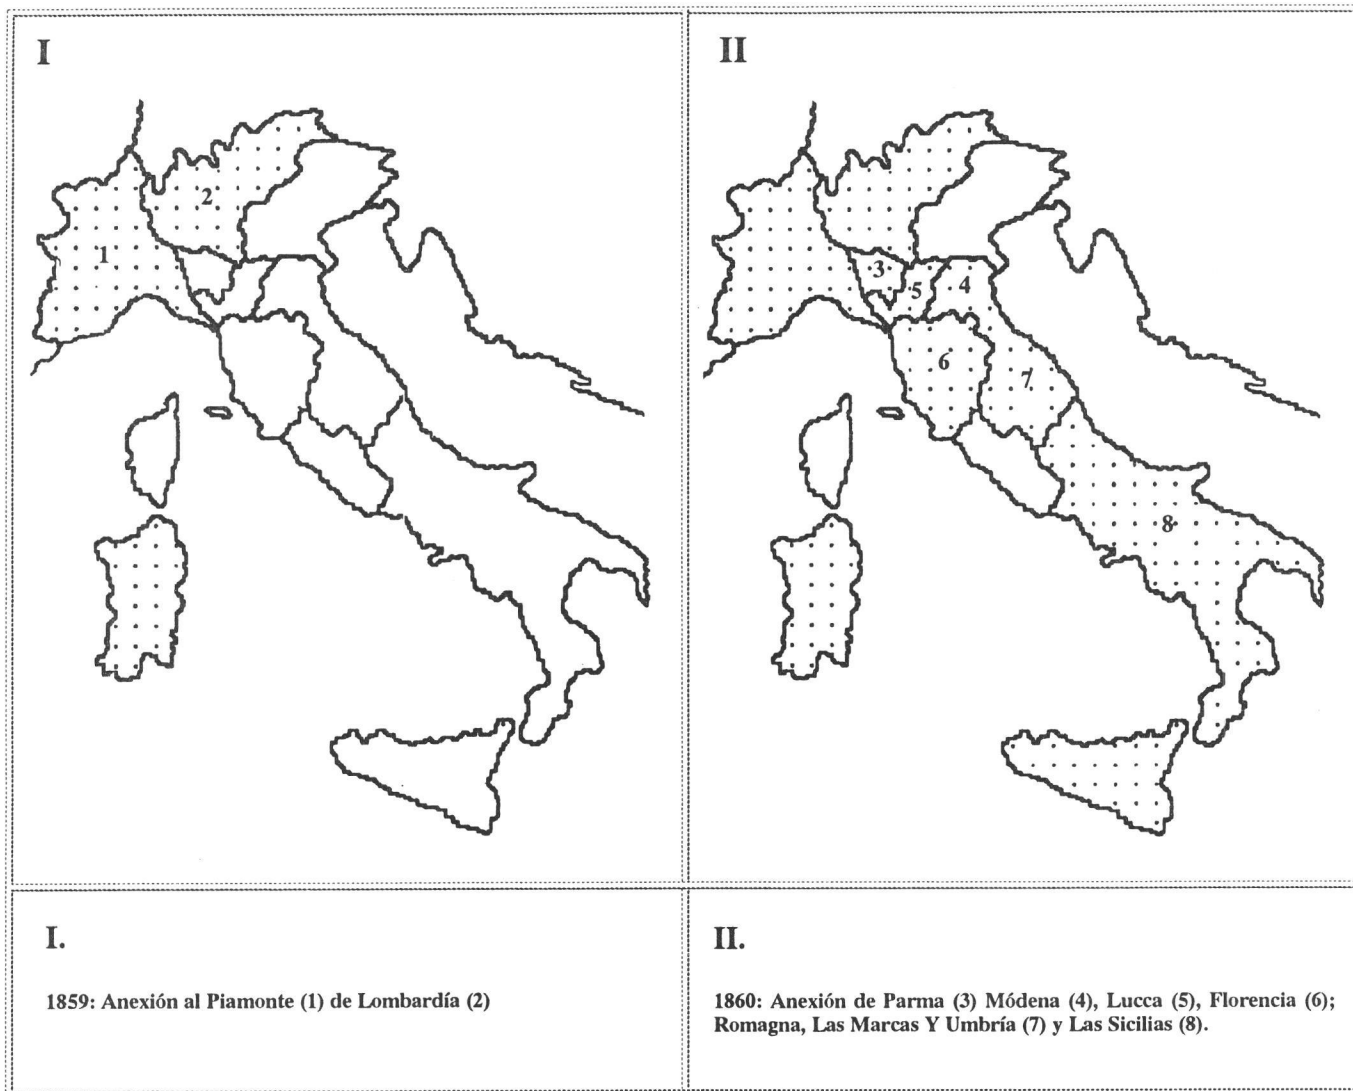 I
2
1
II
3
5
4
6
7
8
I.
1859: Anexión al Piamonte (1) de Lombardía (2)
II.
1860: Anexión de Parma (3) Módena (4), Lucca (5), Florencia (6);
Romagna, Las Marcas Y Umbría (7) y Las Sicilias (8).